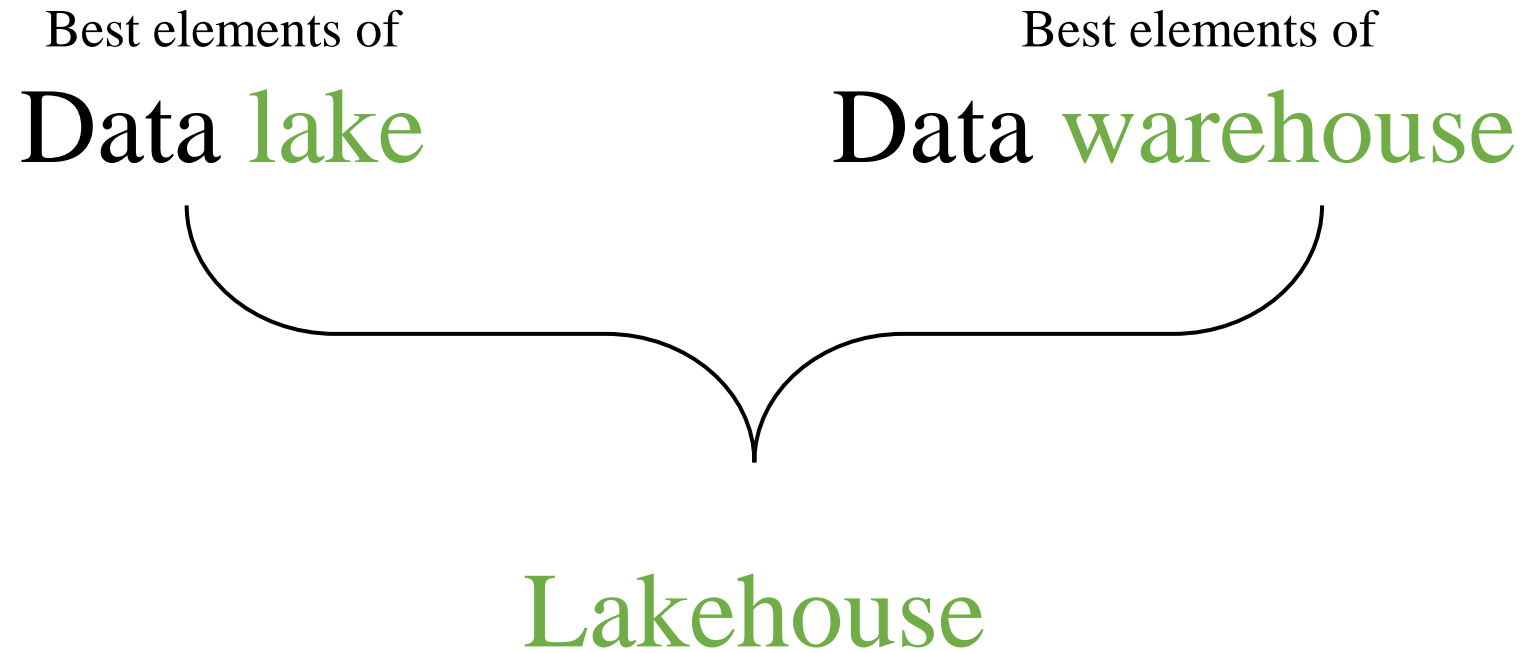 Best elements of
Data lake
Best elements of
Data warehouse
Lakehouse